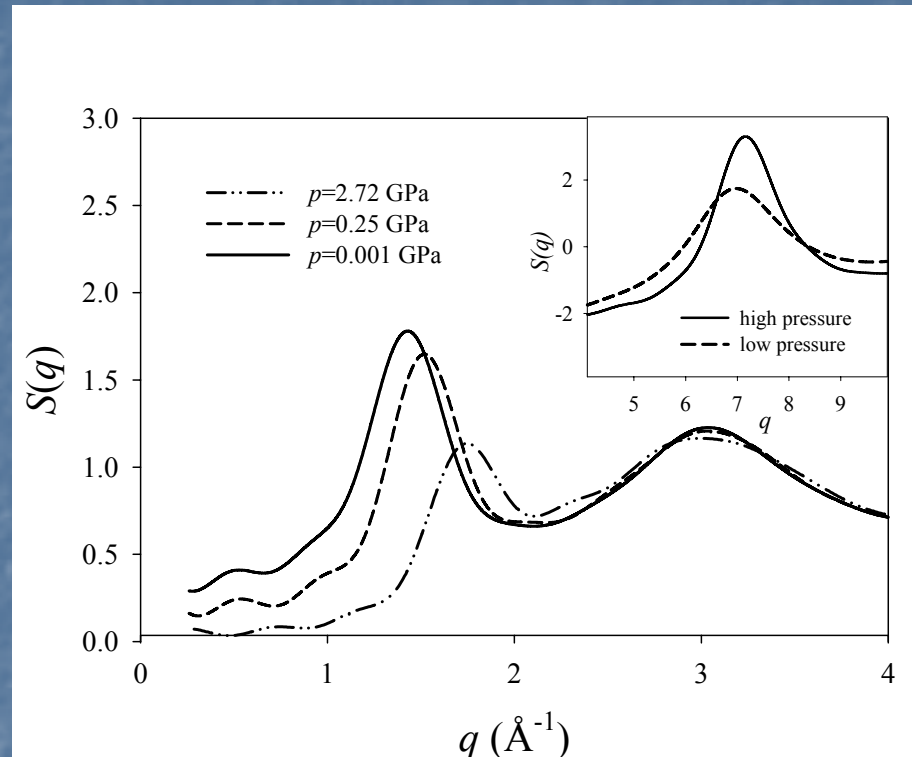 3.0
2.5
2.0
1.5
1.0
0.5
0.0
S(q)
p=2.72 GPa
p=0.25 GPa
p=0.001 GPa
0 1 2 3 4
q (Å⁻¹)
2
0
-2
S(q)
high pressure
low pressure
5 6 7 8 9
q